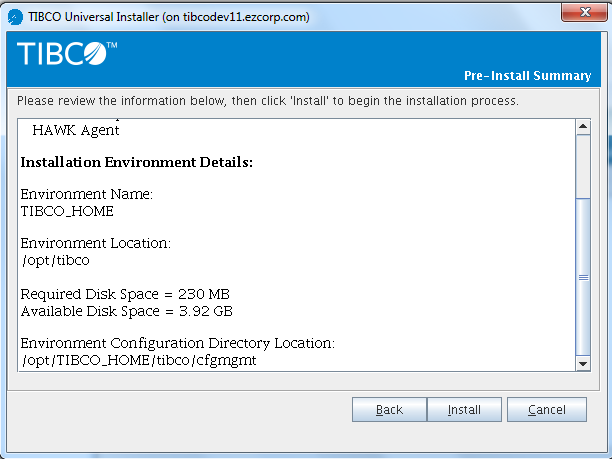 TIBCO Universal Installer (on tibcodev11.ezcorp.com)
TIBCO™
Pre-Install Summary
Please review the information below, then click 'Install' to begin the installation process.
HAWK Agent
Installation Environment Details:
Environment Name:
TIBCO_HOME
Environment Location:
/opt/tibco
Required Disk Space = 230 MB
Available Disk Space = 3.92 GB
Environment Configuration Directory Location:
/opt/TIBCO_HOME/tibco/cfgmgmt
Back Install Cancel